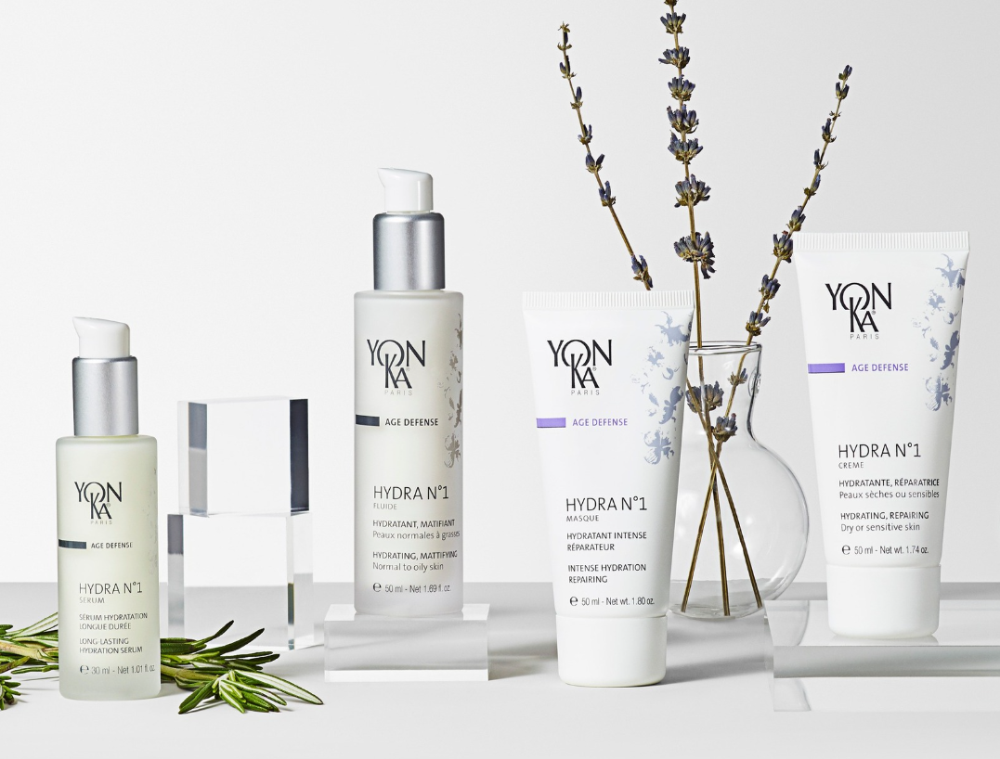 YON
KA®
PARIS
AGE DEFENSE
HYDRA N°1
SERUM
SÉRUM HYDRATATION
LONGUE DURÉE
LONG-LASTING
HYDRATION SERUM
℮ 30 ml - Net 1.01 fl. oz.
YON
KA®
PARIS
AGE DEFENSE
HYDRA N°1
FLUIDE
HYDRATANT, MATIFIANT
Peaux normales à grasses
HYDRATING, MATTIFYING
Normal to oily skin
℮ 50 ml - Net 1.69 fl. oz.
YON
KA®
PARIS
AGE DEFENSE
HYDRA N°1
MASQUE
HYDRATANT INTENSE
RÉPARATEUR
INTENSE HYDRATION
REPAIRING
℮ 50 ml - Net wt. 1.80 oz.
YON
KA®
PARIS
AGE DEFENSE
HYDRA N°1
CREME
HYDRATANTE, RÉPARATRICE
Peaux sèches ou sensibles
HYDRATING, REPAIRING
Dry or sensitive skin
℮ 50 ml - Net wt. 1.74 oz.